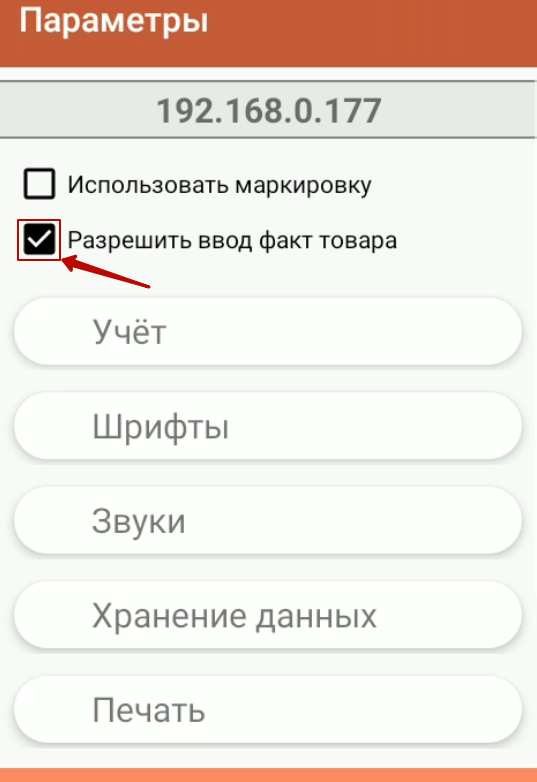 Параметры
192.168.0.177
Использовать маркировку
Разрешить ввод факт товара
Учёт
Шрифты
Звуки
Хранение данных
Печать